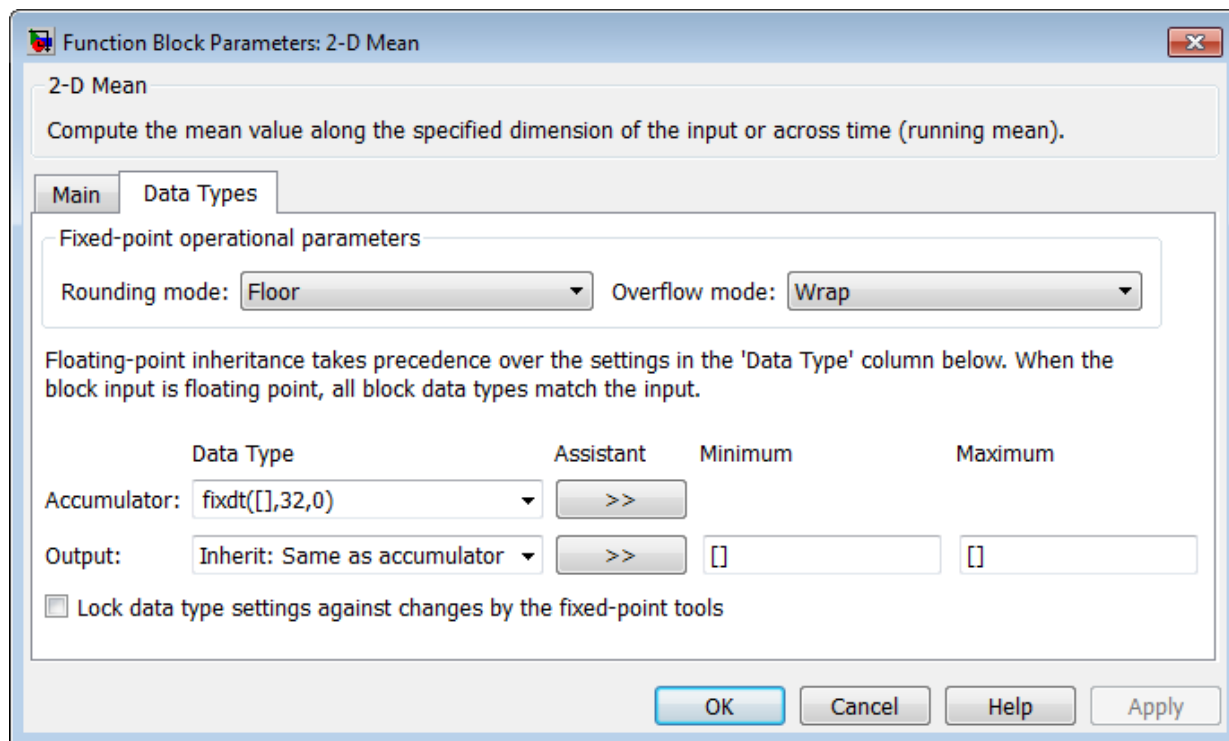 Function Block Parameters: 2-D Mean
2-D Mean
Compute the mean value along the specified dimension of the input or across time (running mean).
Main Data Types
Fixed-point operational parameters
Rounding mode: Floor Overflow mode: Wrap
Floating-point inheritance takes precedence over the settings in the 'Data Type' column below. When the
block input is floating point, all block data types match the input.
Data Type Assistant Minimum Maximum
Accumulator: fixdt([],32,0) >>
Output: Inherit: Same as accumulator >> [] []
Lock data type settings against changes by the fixed-point tools
OK Cancel Help Apply